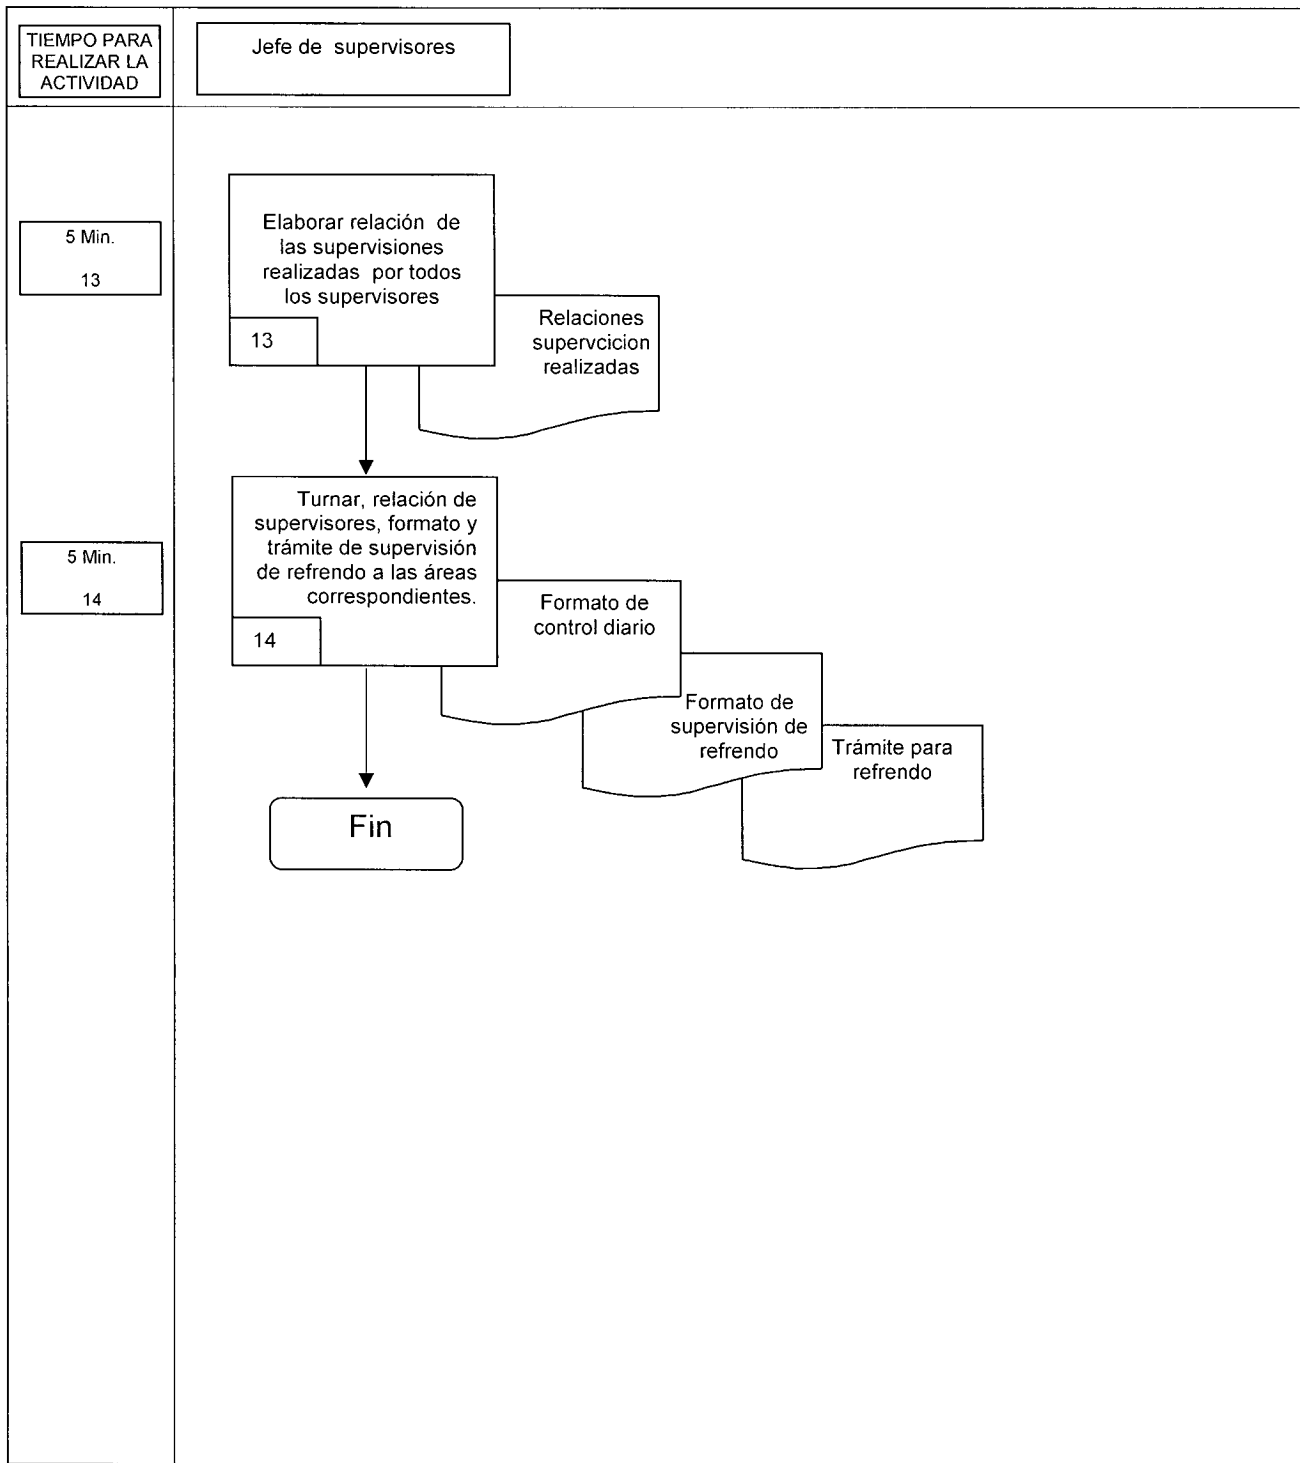 TIEMPO PARA
REALIZAR LA
ACTIVIDAD
Jefe de supervisores
5 Min.
13
Elaborar relación de
las supervisiones
realizadas por todos
los supervisores
13
Relaciones
supervcicion
realizadas
5 Min.
14
Turnar, relación de
supervisores, formato y
trámite de supervisión
de refrendo a las áreas
correspondientes.
14
Formato de
control diario
Formato de
supervisión de
refrendo
Trámite para
refrendo
Fin